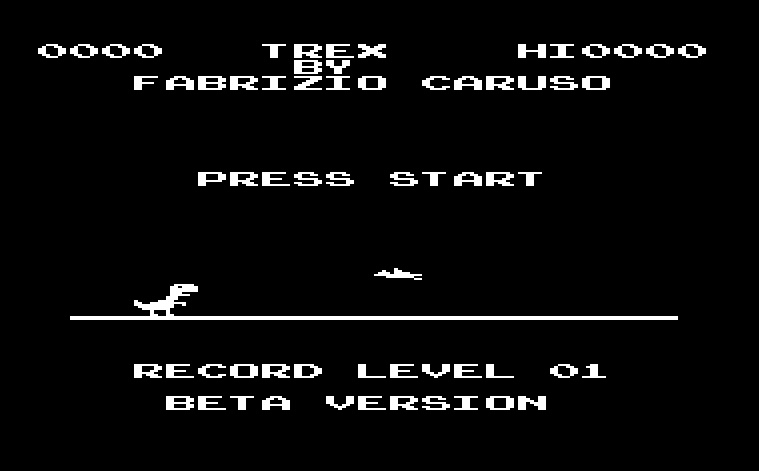 0000 TREX HI0000
BY
FABRIZIO CARUSO
PRESS START
RECORD LEVEL 01
BETA VERSION